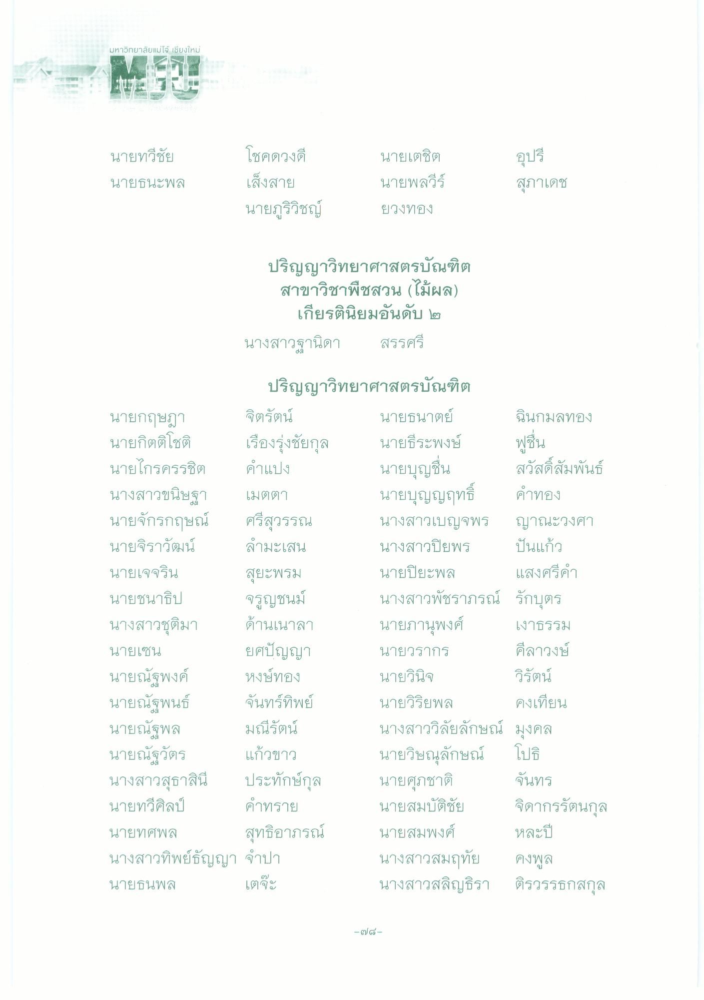 มหาวิทยาลัยแม่โจ้ เชียงใหม่
MJU
นายทวีชัย โชคดวงดี นายเตชิต อุปรี
นายธนะพล เส็งสาย นายพลวีร์ สุภาเดช
นายภูริวิชญ์ ยวงทอง
ปริญญาวิทยาศาสตรบัณฑิต
สาขาวิชาพืชสวน (ไม้ผล)
เกียรตินิยมอันดับ ๒
นางสาวฐานิดา สรรศรี
ปริญญาวิทยาศาสตรบัณฑิต
นายกฤษฎา จิตรัตน์ นายธนาตย์ ฉินกมลทอง
นายกิตติโชติ เรืองรุ่งชัยกุล นายธีระพงษ์ ฟูชื่น
นายไกรครรชิต คำแปง นายบุญชื่น สวัสดิ์สัมพันธ์
นางสาวขนิษฐา เมตตา นายบุญญฤทธิ์ คำทอง
นายจักรกฤษณ์ ศรีสุวรรณ นางสาวเบญจพร ญาณะวงศา
นายจิราวัฒน์ ลำมะเสน นางสาวปิยพร ปันแก้ว
นายเจจริน สุยะพรม นายปิยะพล แสงศรีคำ
นายชนาธิป จรูญชนม์ นางสาวพัชราภรณ์ รักบุตร
นางสาวชุติมา ด้านเนาลา นายภานุพงศ์ เงาธรรม
นายเซน ยศปัญญา นายวรากร คีลาวงษ์
นายณัฐพงค์ หงษ์ทอง นายวินิจ วิรัตน์
นายณัฐพนธ์ จันทร์ทิพย์ นายวิริยพล คงเทียน
นายณัฐพล มณีรัตน์ นางสาววิลัยลักษณ์ มุงคล
นายณัฐวัตร แก้วขาว นายวิษณุลักษณ์ โปธิ
นางสาวสุธาสินี ประทักษ์กุล นายศุภชาติ จันทร
นายทวีศิลป์ คำทราย นายสมบัติชัย จิดากรรัตนกุล
นายทศพล สุทธิอาภรณ์ นายสมพงศ์ หละปี
นางสาวทิพย์ธัญญา จำปา นางสาวสมฤทัย คงพูล
นายธนพล เตจ๊ะ นางสาวสลิญธิรา ติรวรรธกสกุล
-๗๘-